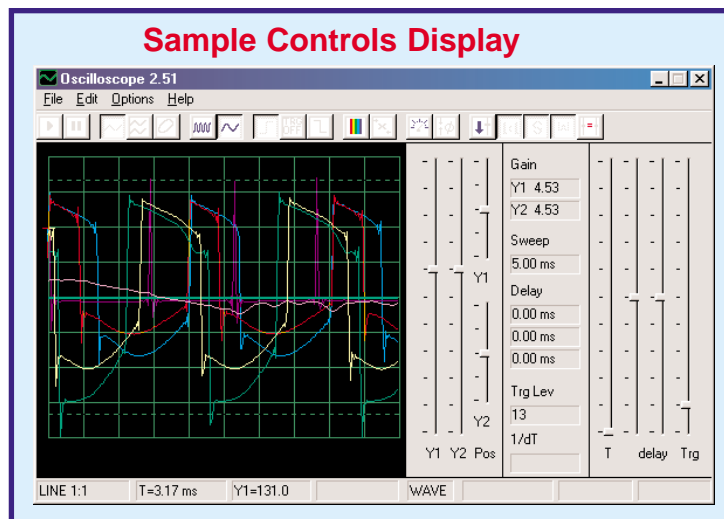 Sample Controls Display
Oscilloscope 2.51
File Edit Options Help
Gain
Y1 4.53
Y2 4.53
Sweep
5.00 ms
Y1
Delay
0.00 ms
0.00 ms
0.00 ms
Trg Lev
13
Y2
1/dT
Y1 Y2 Pos
T delay Trg
LINE 1:1 T=3.17 ms Y1=131.0 WAVE